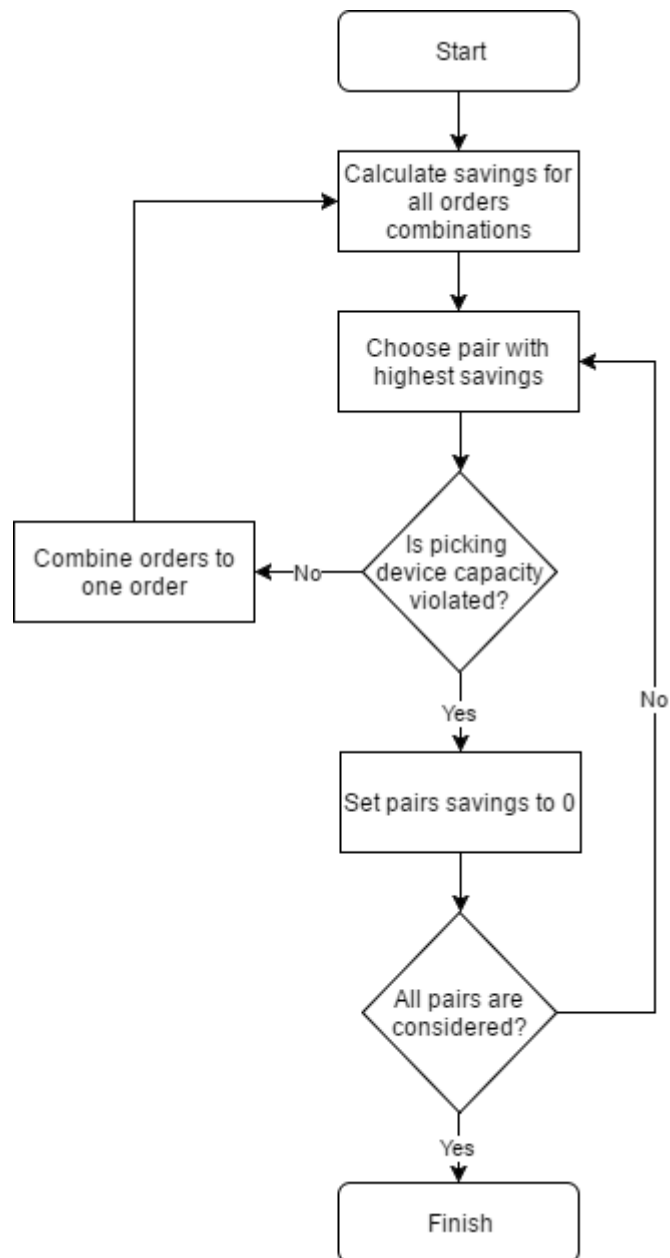 Start
Calculate savings for
all orders
combinations
Choose pair with
highest savings
Combine orders to
one order
No
Is picking
device capacity
violated?
No
Yes
Set pairs savings to 0
All pairs are
considered?
Yes
Finish